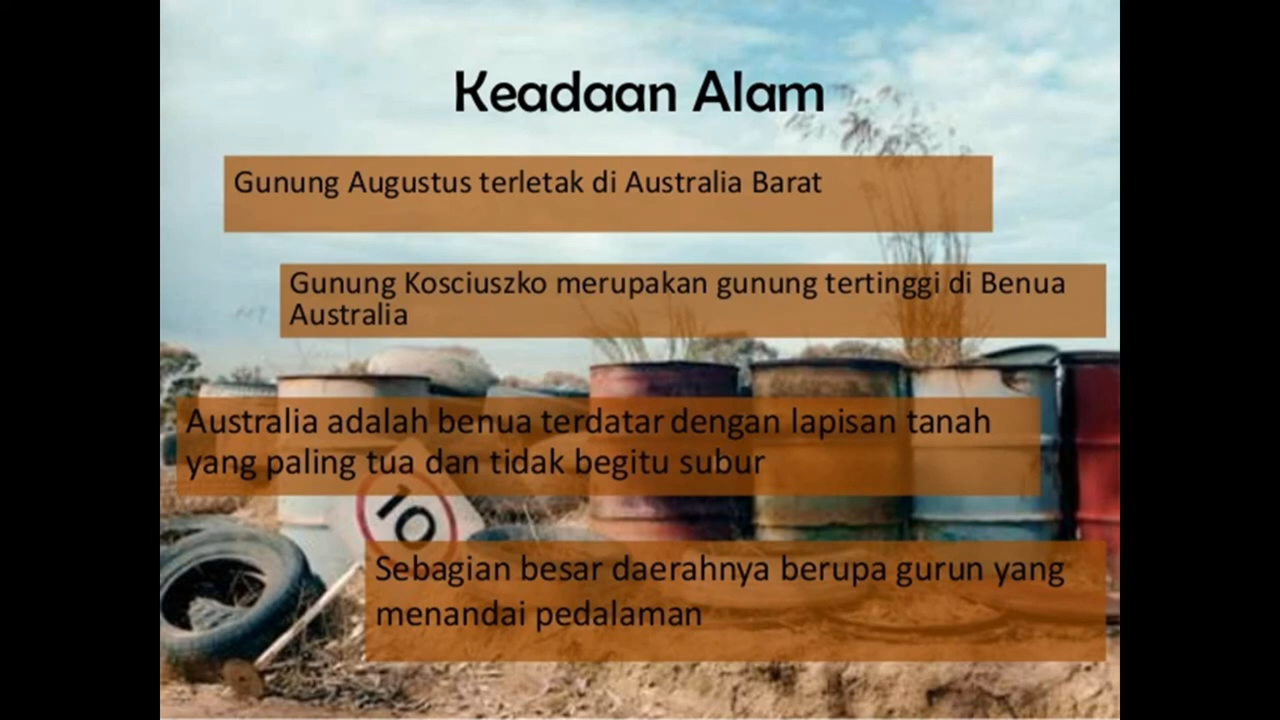 Keadaan Alam
Gunung Augustus terletak di Australia Barat
Gunung Kosciuszko merupakan gunung tertinggi di Benua
Australia
Australia adalah benua terdatar dengan lapisan tanah
yang paling tua dan tidak begitu subur
10
Sebagian besar daerahnya berupa gurun yang
menandai pedalaman